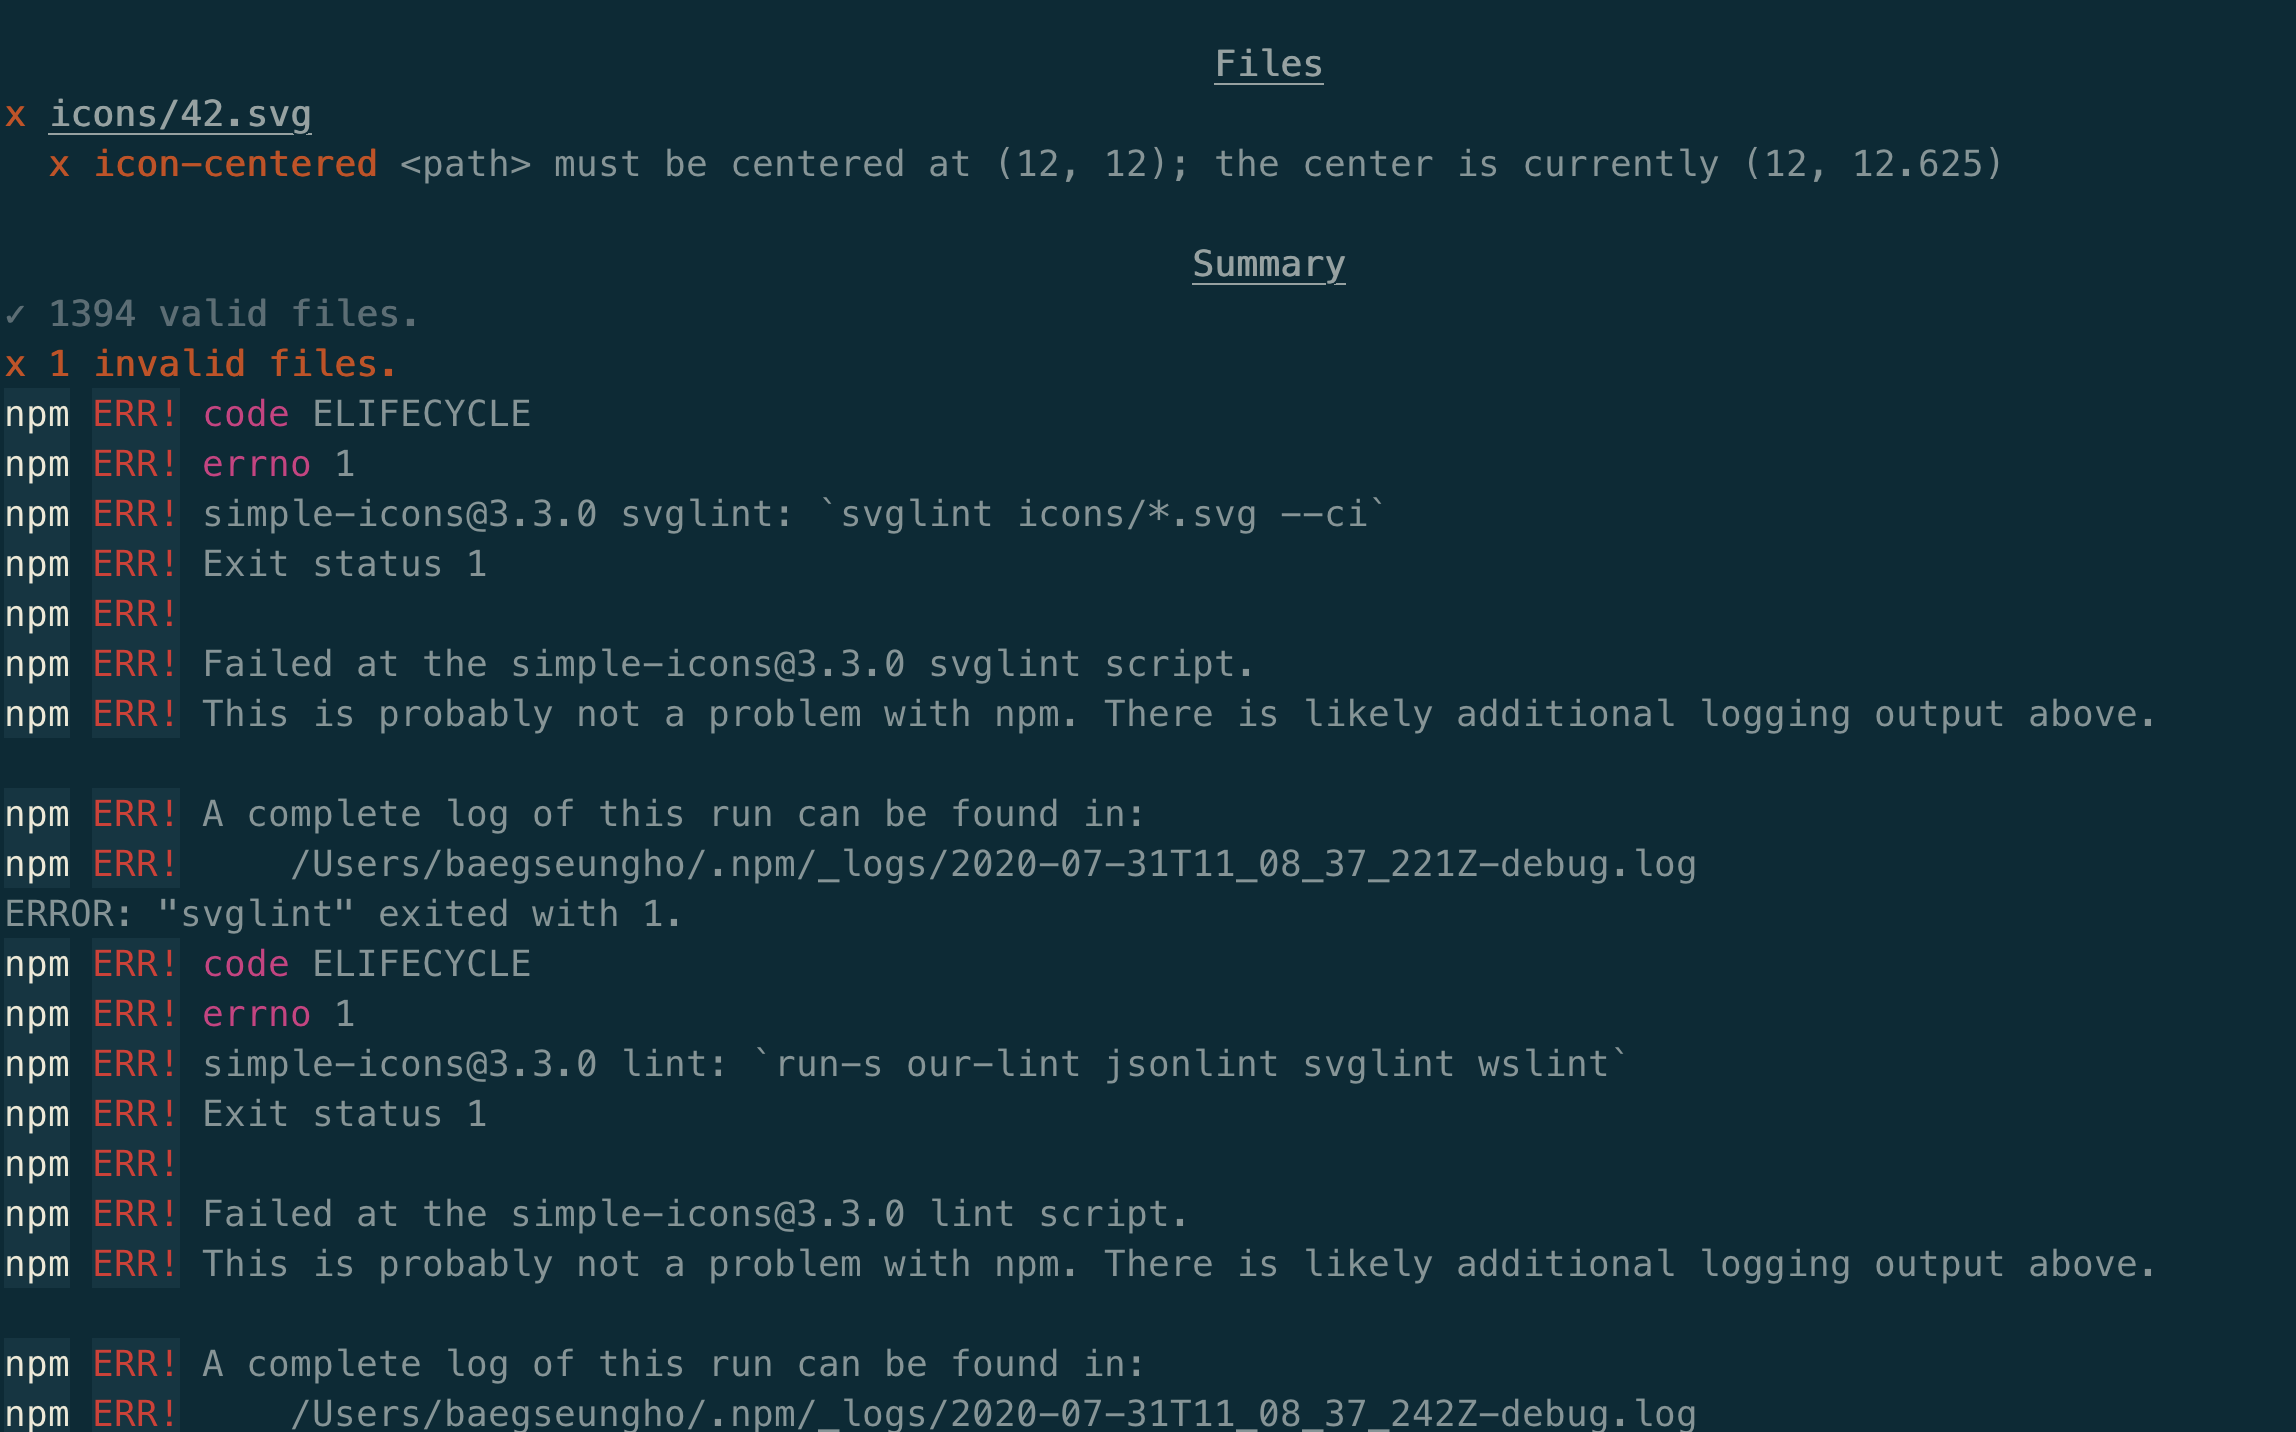 Files
x icons/42.svg
x icon-centered <path> must be centered at (12, 12); the center is currently (12, 12.625)
Summary
✓ 1394 valid files.
x 1 invalid files.
npm ERR! code ELIFECYCLE
npm ERR! errno 1
npm ERR! simple-icons@3.3.0 svglint: `svglint icons/*.svg --ci`
npm ERR! Exit status 1
npm ERR!
npm ERR! Failed at the simple-icons@3.3.0 svglint script.
npm ERR! This is probably not a problem with npm. There is likely additional logging output above.
npm ERR! A complete log of this run can be found in:
npm ERR!     /Users/baegseungho/.npm/_logs/2020-07-31T11_08_37_221Z-debug.log
ERROR: "svglint" exited with 1.
npm ERR! code ELIFECYCLE
npm ERR! errno 1
npm ERR! simple-icons@3.3.0 lint: `run-s our-lint jsonlint svglint wslint`
npm ERR! Exit status 1
npm ERR!
npm ERR! Failed at the simple-icons@3.3.0 lint script.
npm ERR! This is probably not a problem with npm. There is likely additional logging output above.
npm ERR! A complete log of this run can be found in:
npm ERR!     /Users/baegseungho/.npm/_logs/2020-07-31T11_08_37_242Z-debug.log